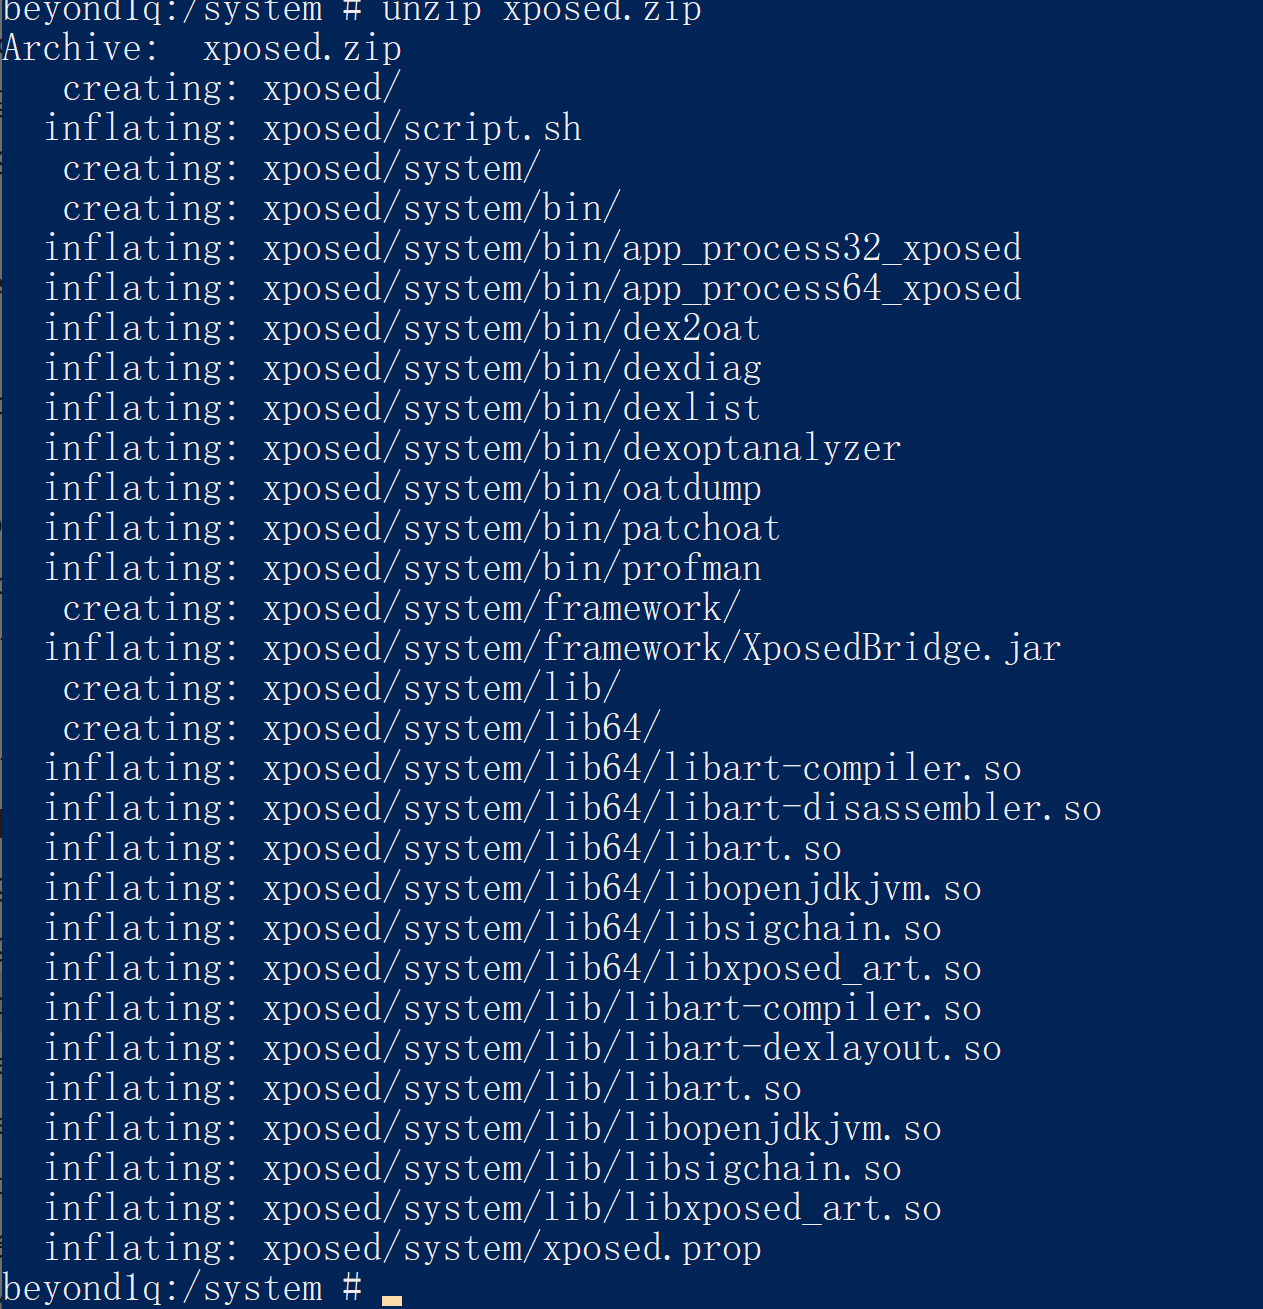 beyond1q:/system # unzip xposed.zip
Archive:  xposed.zip
   creating: xposed/
  inflating: xposed/script.sh
   creating: xposed/system/
   creating: xposed/system/bin/
  inflating: xposed/system/bin/app_process32_xposed
  inflating: xposed/system/bin/app_process64_xposed
  inflating: xposed/system/bin/dex2oat
  inflating: xposed/system/bin/dexdiag
  inflating: xposed/system/bin/dexlist
  inflating: xposed/system/bin/dexoptanalyzer
  inflating: xposed/system/bin/oatdump
  inflating: xposed/system/bin/patchoat
  inflating: xposed/system/bin/profman
   creating: xposed/system/framework/
  inflating: xposed/system/framework/XposedBridge.jar
   creating: xposed/system/lib/
   creating: xposed/system/lib64/
  inflating: xposed/system/lib64/libart-compiler.so
  inflating: xposed/system/lib64/libart-disassembler.so
  inflating: xposed/system/lib64/libart.so
  inflating: xposed/system/lib64/libopenjdkjvm.so
  inflating: xposed/system/lib64/libsigchain.so
  inflating: xposed/system/lib64/libxposed_art.so
  inflating: xposed/system/lib/libart-compiler.so
  inflating: xposed/system/lib/libart-dexlayout.so
  inflating: xposed/system/lib/libart.so
  inflating: xposed/system/lib/libopenjdkjvm.so
  inflating: xposed/system/lib/libsigchain.so
  inflating: xposed/system/lib/libxposed_art.so
  inflating: xposed/system/xposed.prop
beyond1q:/system #